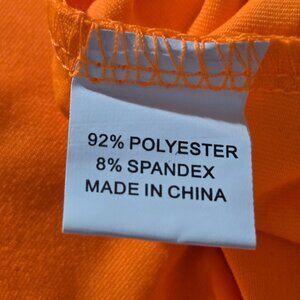 92% POLYESTER
8% SPANDEX
MADE IN CHINA